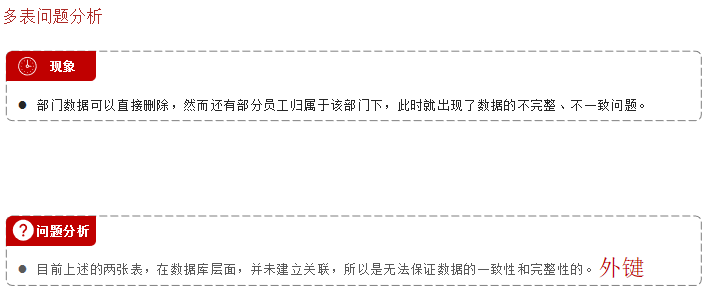 多表问题分析
现象
● 部门数据可以直接删除，然而还有部分员工归属于该部门下，此时就出现了数据的不完整、不一致问题。
? 问题分析
● 目前上述的两张表，在数据库层面，并未建立关联，所以是无法保证数据的一致性和完整性的。 外键